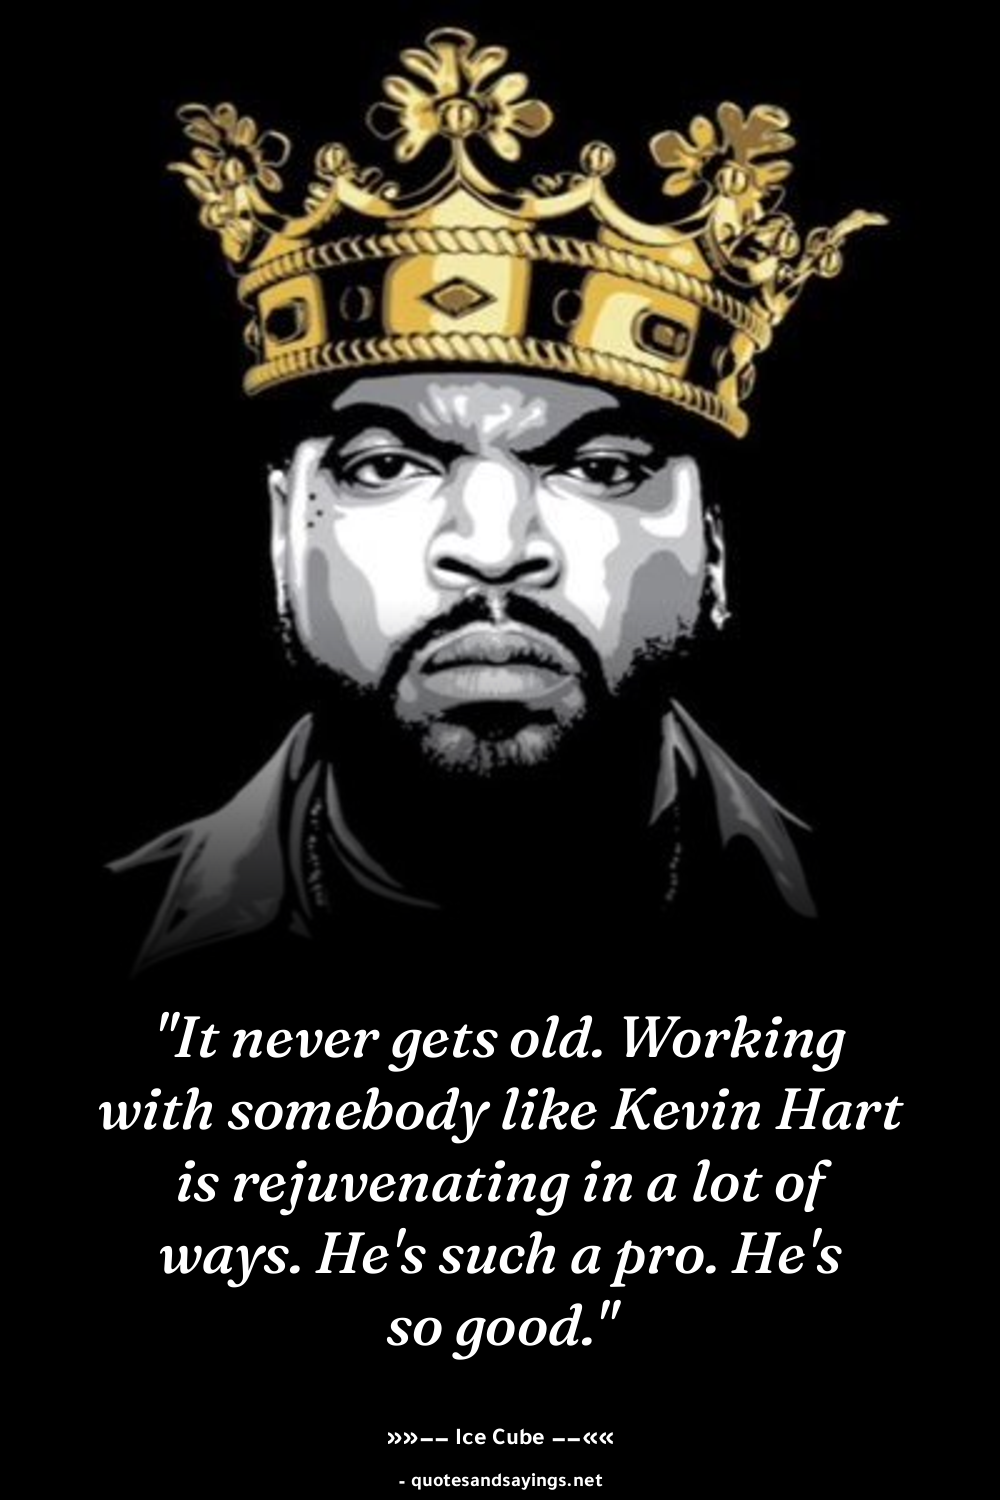 "It never gets old. Working
with somebody like Kevin Hart
is rejuvenating in a lot of
ways. He's such a pro. He's
so good."
»»−− Ice Cube −−««
- quotesandsayings.net